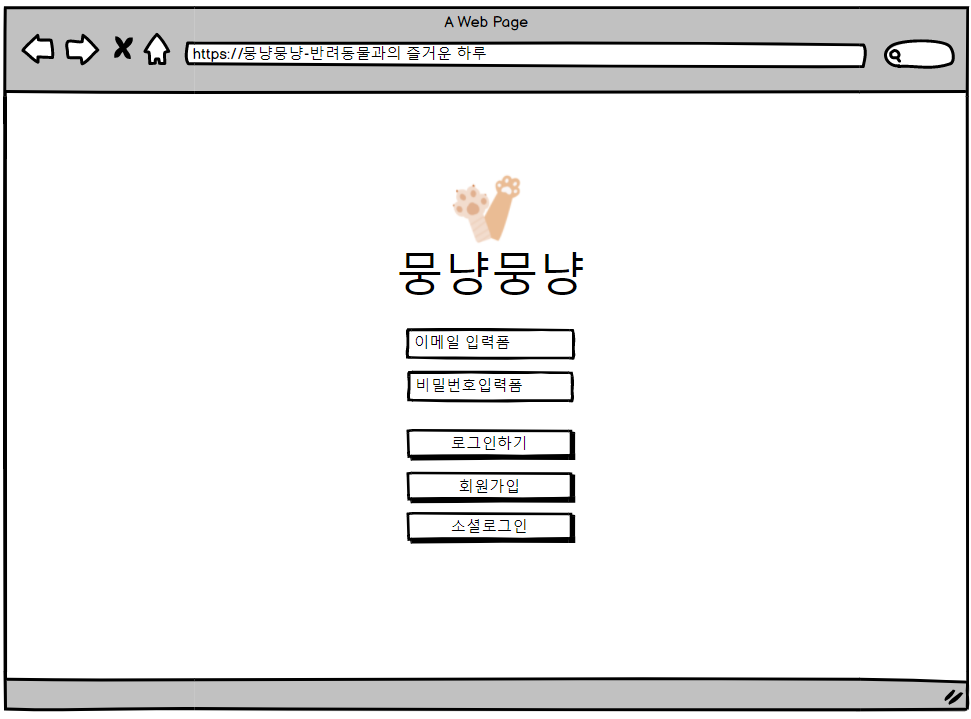 A Web Page
https://뭉냥뭉냥-반려동물과의 즐거운 하루
뭉냥뭉냥
이메일 입력폼
비밀번호입력폼
로그인하기
회원가입
소셜로그인